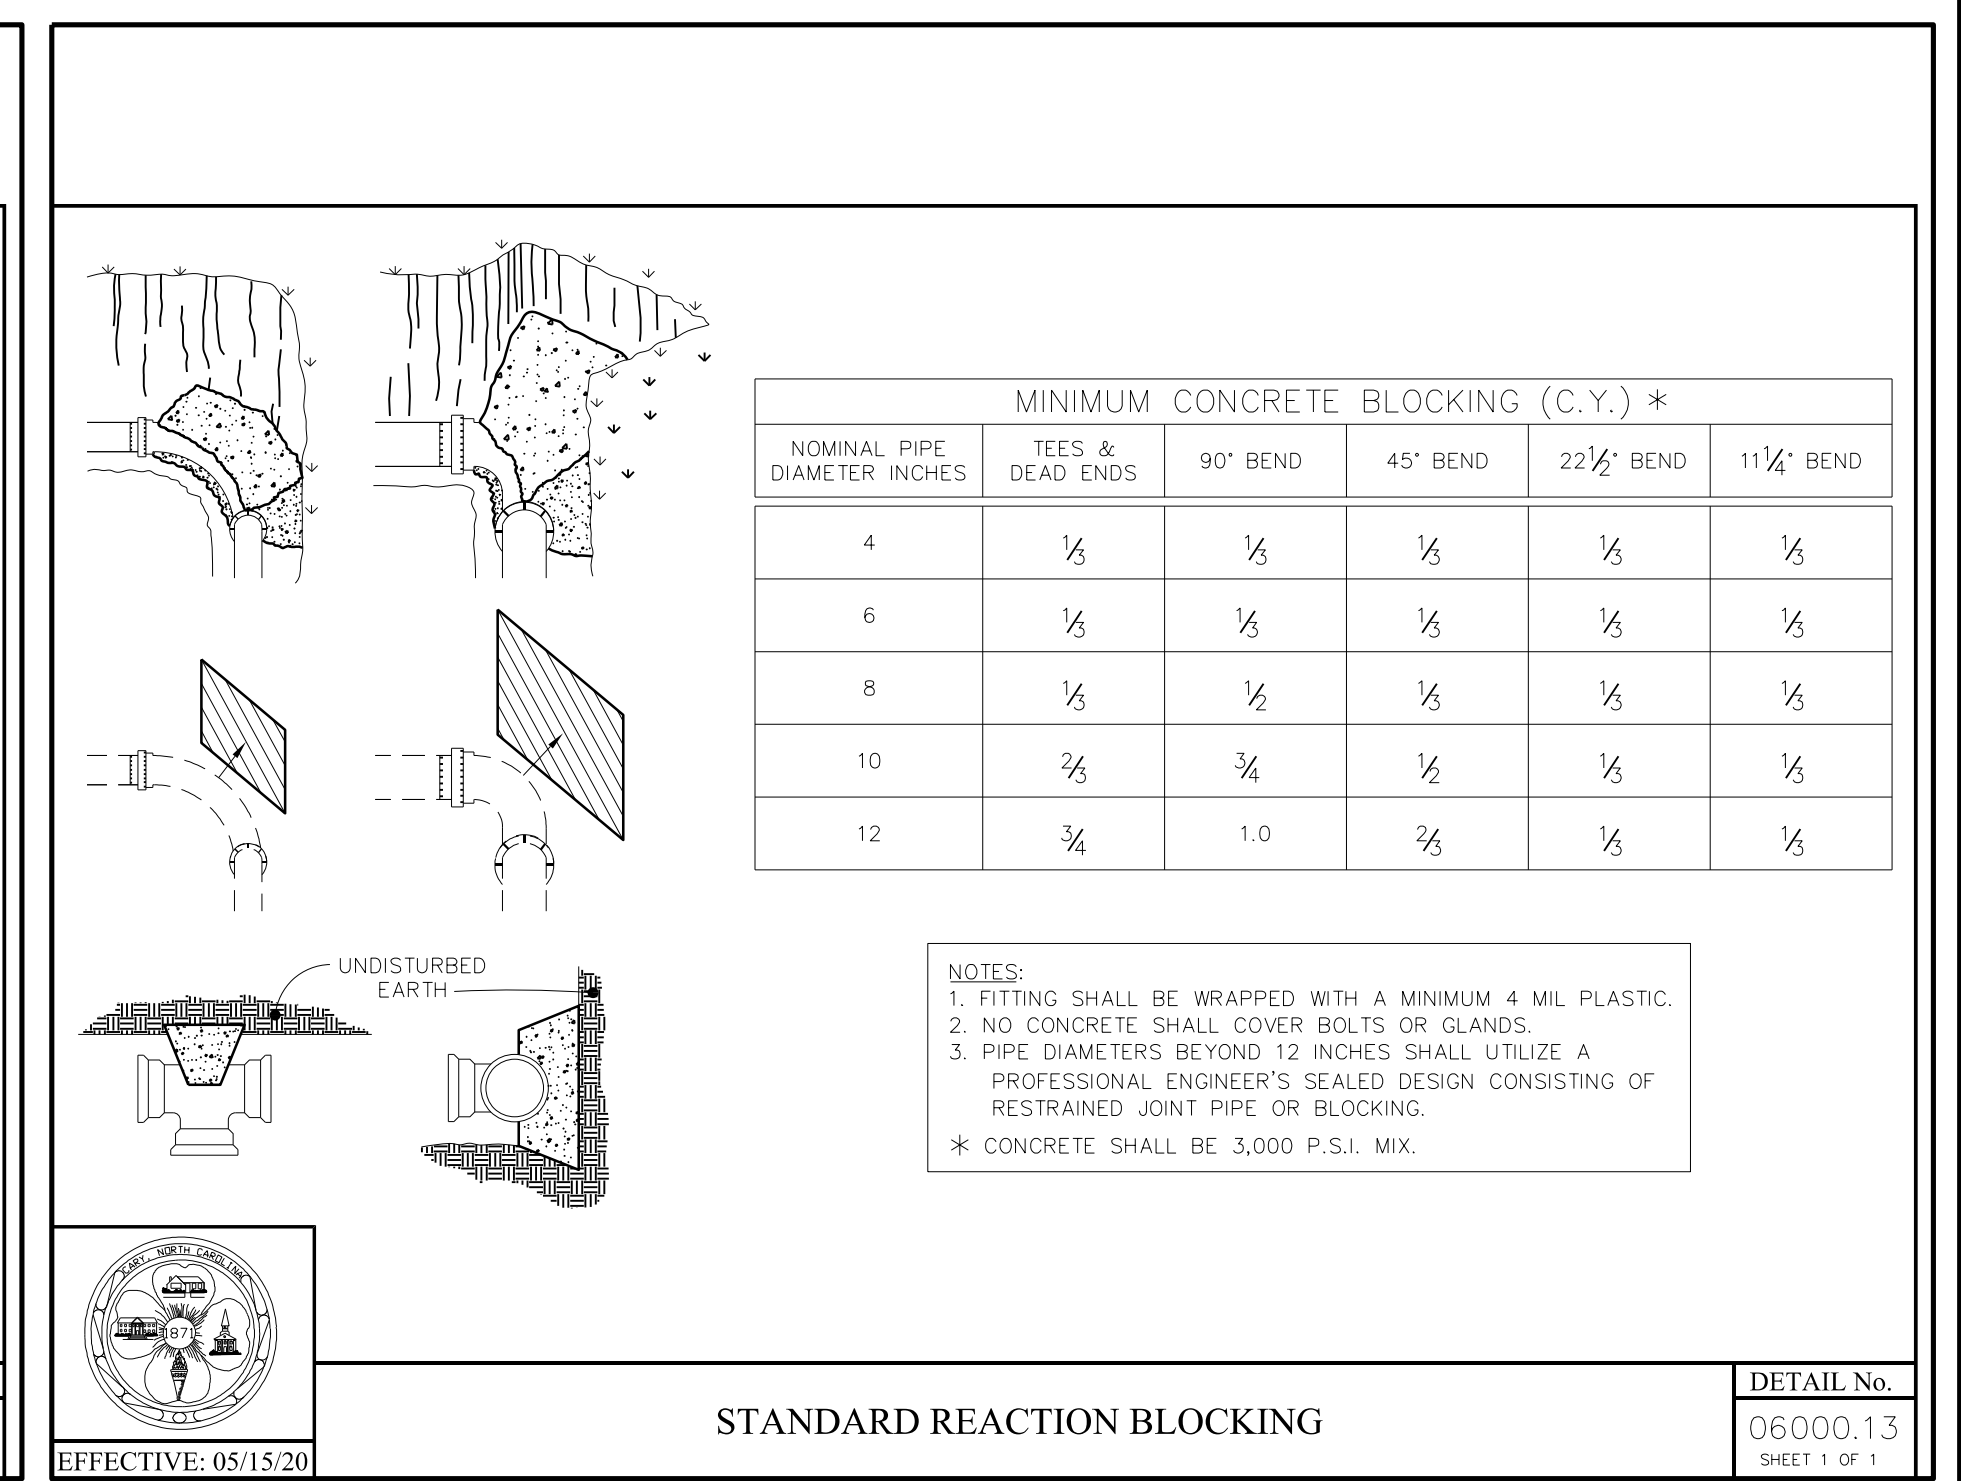 MINIMUM CONCRETE BLOCKING (C.Y.) *
NOMINAL PIPE DIAMETER INCHES | TEES & DEAD ENDS | 90° BEND | 45° BEND | 22½° BEND | 11¼° BEND
4 | ⅓ | ⅓ | ⅓ | ⅓ | ⅓
6 | ⅓ | ⅓ | ⅓ | ⅓ | ⅓
8 | ⅓ | ½ | ⅓ | ⅓ | ⅓
10 | ⅔ | ¾ | ½ | ⅓ | ⅓
12 | ¾ | 1.0 | ⅔ | ⅓ | ⅓
UNDISTURBED
EARTH
NOTES:
1. FITTING SHALL BE WRAPPED WITH A MINIMUM 4 MIL PLASTIC.
2. NO CONCRETE SHALL COVER BOLTS OR GLANDS.
3. PIPE DIAMETERS BEYOND 12 INCHES SHALL UTILIZE A
PROFESSIONAL ENGINEER'S SEALED DESIGN CONSISTING OF
RESTRAINED JOINT PIPE OR BLOCKING.
* CONCRETE SHALL BE 3,000 P.S.I. MIX.
CARY, NORTH CAROLINA
1871
EFFECTIVE: 05/15/20
STANDARD REACTION BLOCKING
DETAIL No.
06000.13
SHEET 1 OF 1